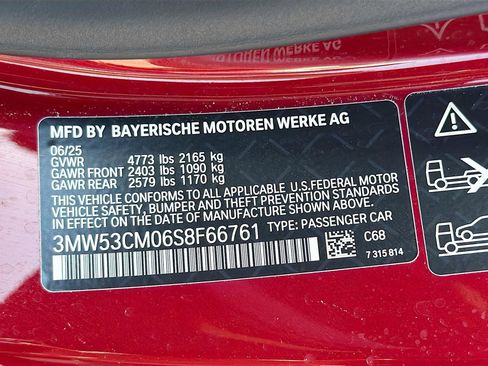 MFD BY BAYERISCHE MOTOREN WERKE AG
06/25
GVWR 4773 lbs 2165 kg
GAWR FRONT 2403 lbs 1090 kg
GAWR REAR 2579 lbs 1170 kg
THIS VEHICLE CONFORMS TO ALL APPLICABLE U.S.FEDERAL MOTOR
VEHICLE SAFETY, BUMPER, AND THEFT PREVENTION STANDARDS
IN EFFECT ON THE DATE OF MANUFACTURE SHOWN ABOVE.
3MW53CM06S8F66761 TYPE: PASSENGER CAR
C68
7 315 814